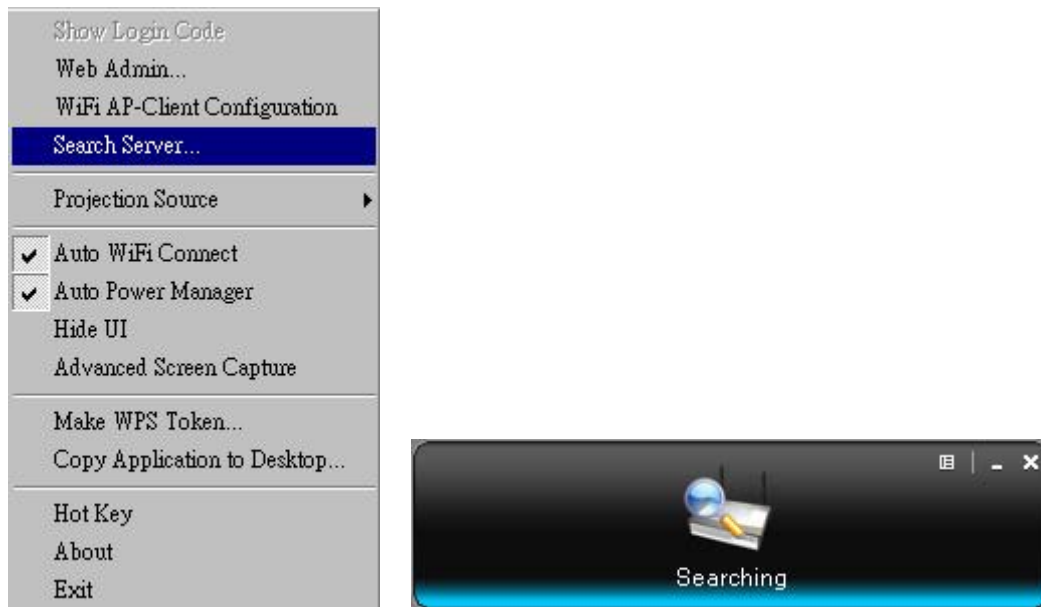 Show Login Code
Web Admin...
WiFi AP-Client Configuration
Search Server...
Projection Source
Auto WiFi Connect
Auto Power Manager
Hide UI
Advanced Screen Capture
Make WPS Token...
Copy Application to Desktop...
Hot Key
About
Exit
Searching